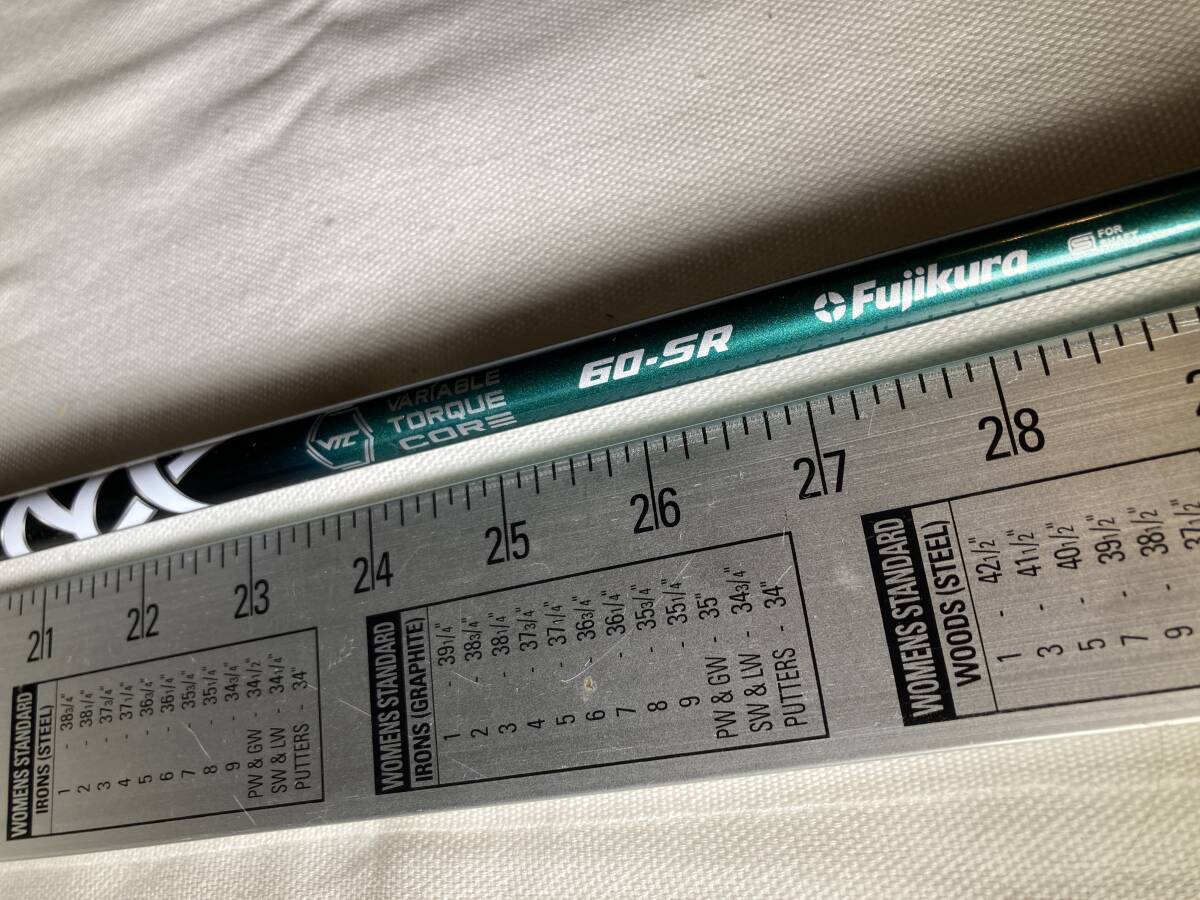 VTC
VARIABLE
TORQUE
CORE
60-SR
Fujikura
FOR
SHAFT
21
22
23
24
25
26
27
28
WOMENS STANDARD
IRONS (STEEL)
1 - 38 3/4"
2 - 38 1/4"
3 - 37 3/4"
4 - 37 1/4"
5 - 36 3/4"
6 - 36 1/4"
7 - 35 3/4"
8 - 35 1/4"
9 - 34 3/4"
PW & GW - 34 1/2"
SW & LW - 34 1/4"
PUTTERS - 34"
WOMENS STANDARD
IRONS (GRAPHITE)
1 - 39 1/4"
2 - 38 3/4"
3 - 38 1/4"
4 - 37 3/4"
5 - 37 1/4"
6 - 36 3/4"
7 - 36 1/4"
8 - 35 3/4"
9 - 35 1/4"
PW & GW - 35"
SW & LW - 34 3/4"
PUTTERS - 34"
WOMENS STANDARD
WOODS (STEEL)
1 - 42 1/2"
3 - 41 1/2"
5 - 40 1/2"
7 - 39 1/2"
9 - 38 1/2"
37 1/2"